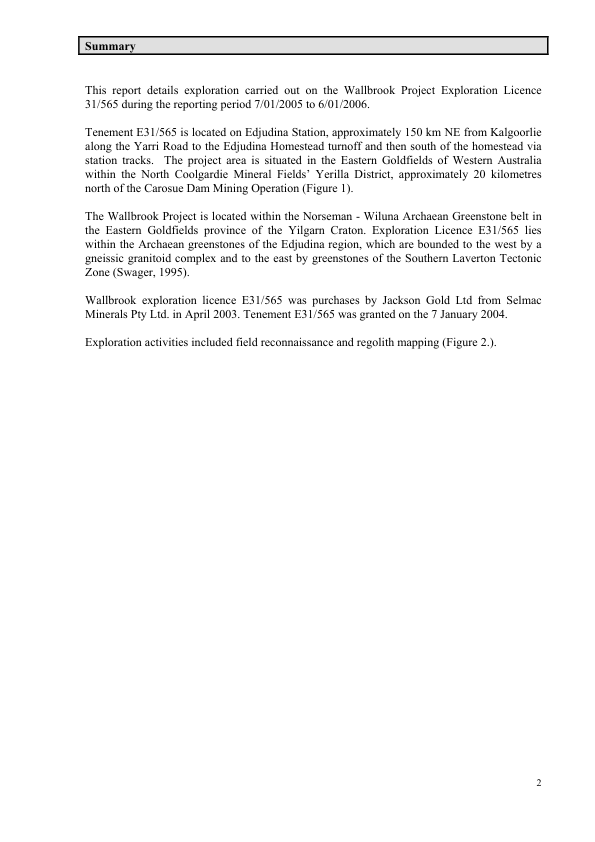 Summary
This report details exploration carried out on the Wallbrook Project Exploration Licence
31/565 during the reporting period 7/01/2005 to 6/01/2006.
Tenement E31/565 is located on Edjudina Station, approximately 150 km NE from Kalgoorlie
along the Yarri Road to the Edjudina Homestead turnoff and then south of the homestead via
station tracks.  The project area is situated in the Eastern Goldfields of Western Australia
within the North Coolgardie Mineral Fields' Yerilla District, approximately 20 kilometres
north of the Carosue Dam Mining Operation (Figure 1).
The Wallbrook Project is located within the Norseman - Wiluna Archaean Greenstone belt in
the Eastern Goldfields province of the Yilgarn Craton. Exploration Licence E31/565 lies
within the Archaean greenstones of the Edjudina region, which are bounded to the west by a
gneissic granitoid complex and to the east by greenstones of the Southern Laverton Tectonic
Zone (Swager, 1995).
Wallbrook exploration licence E31/565 was purchases by Jackson Gold Ltd from Selmac
Minerals Pty Ltd. in April 2003. Tenement E31/565 was granted on the 7 January 2004.
Exploration activities included field reconnaissance and regolith mapping (Figure 2.).
2